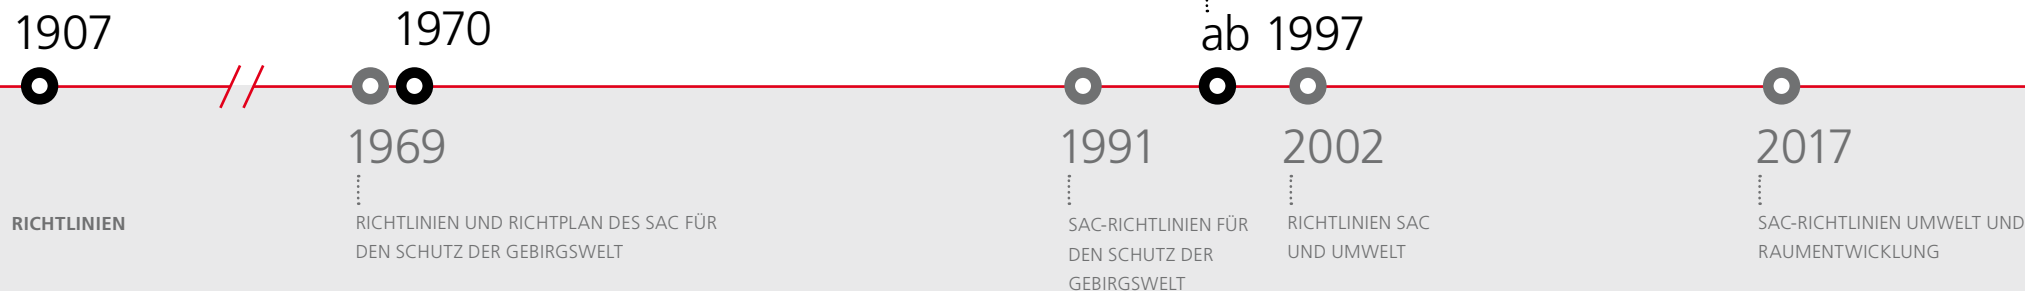 1907
1970
ab 1997
1969
1991
2002
2017
RICHTLINIEN
RICHTLINIEN UND RICHTPLAN DES SAC FÜR
DEN SCHUTZ DER GEBIRGSWELT
SAC-RICHTLINIEN FÜR
DEN SCHUTZ DER
GEBIRGSWELT
RICHTLINIEN SAC
UND UMWELT
SAC-RICHTLINIEN UMWELT UND
RAUMENTWICKLUNG